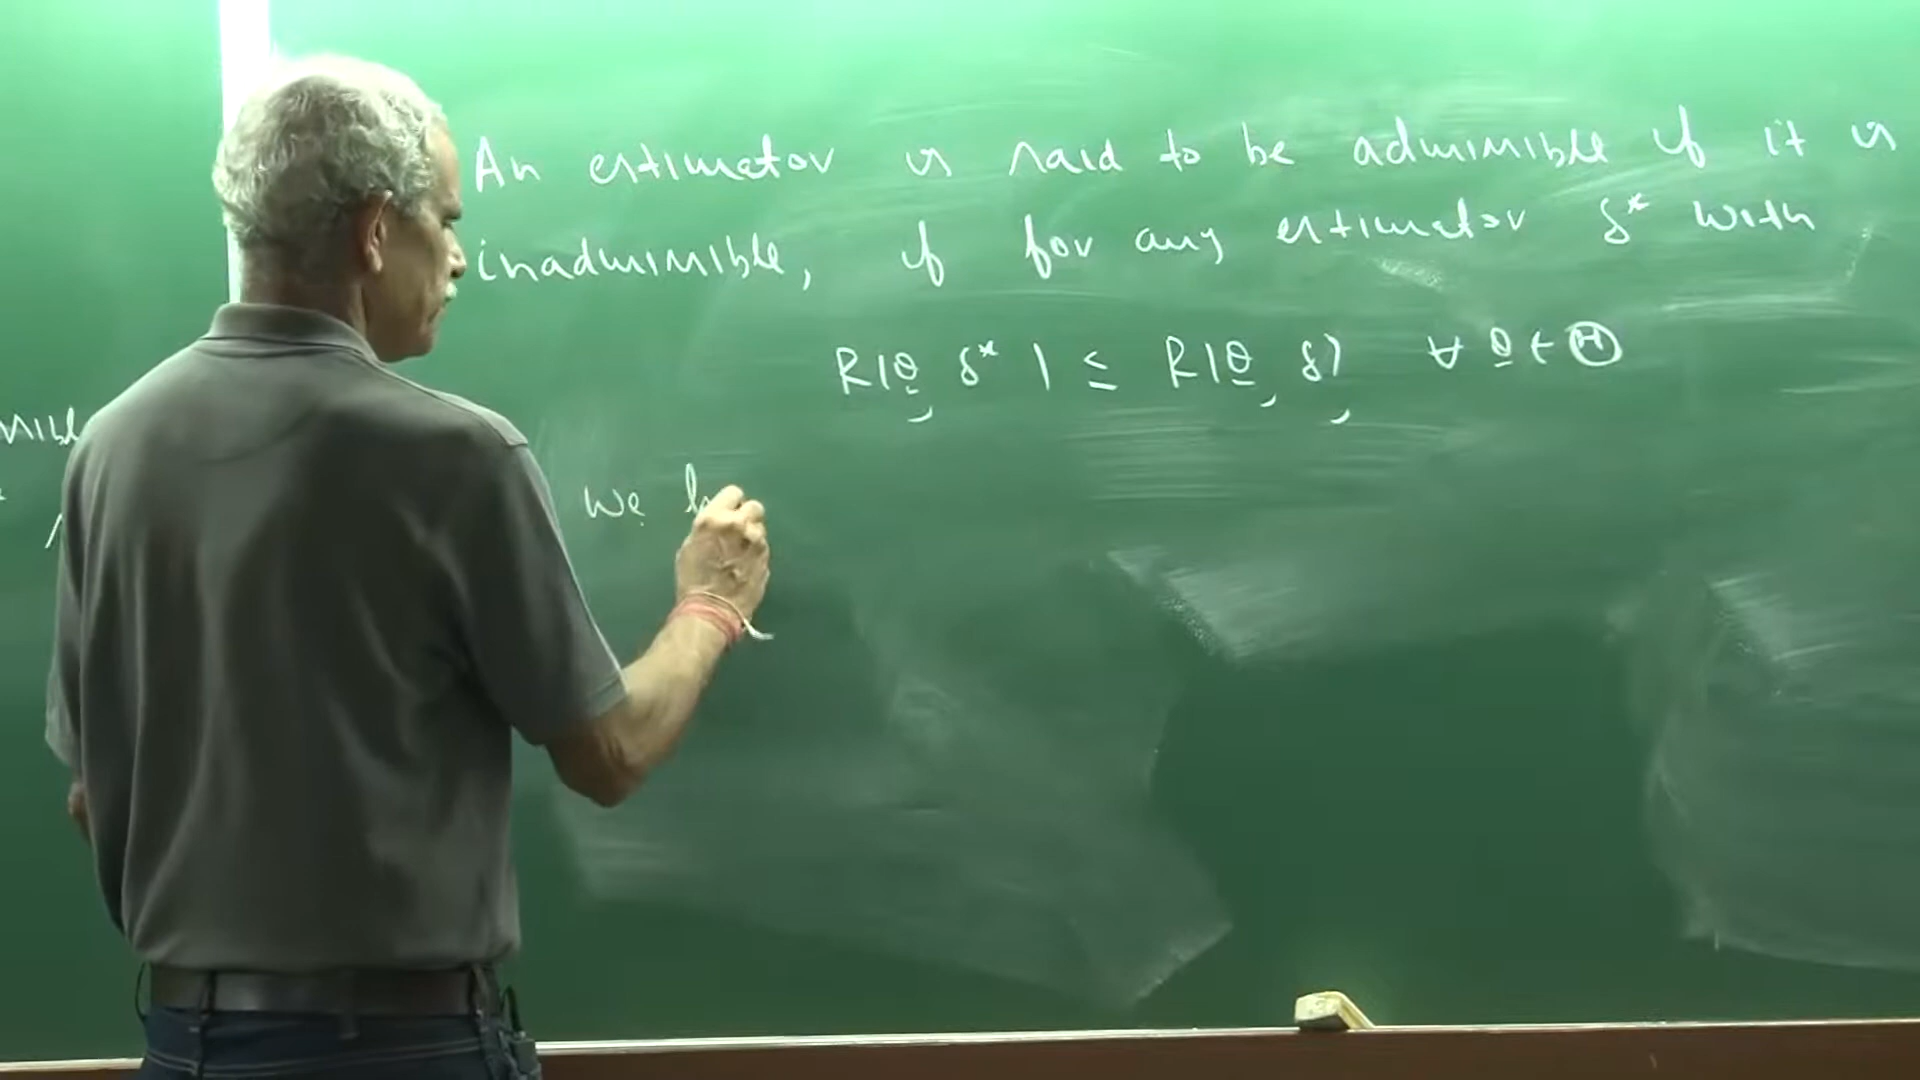 An estimator is said to be admissible if it is
inadmissible, if for any estimator δ* with
R(θ, δ*) ≤ R(θ, δ) ∀ θ ∈ Θ
We